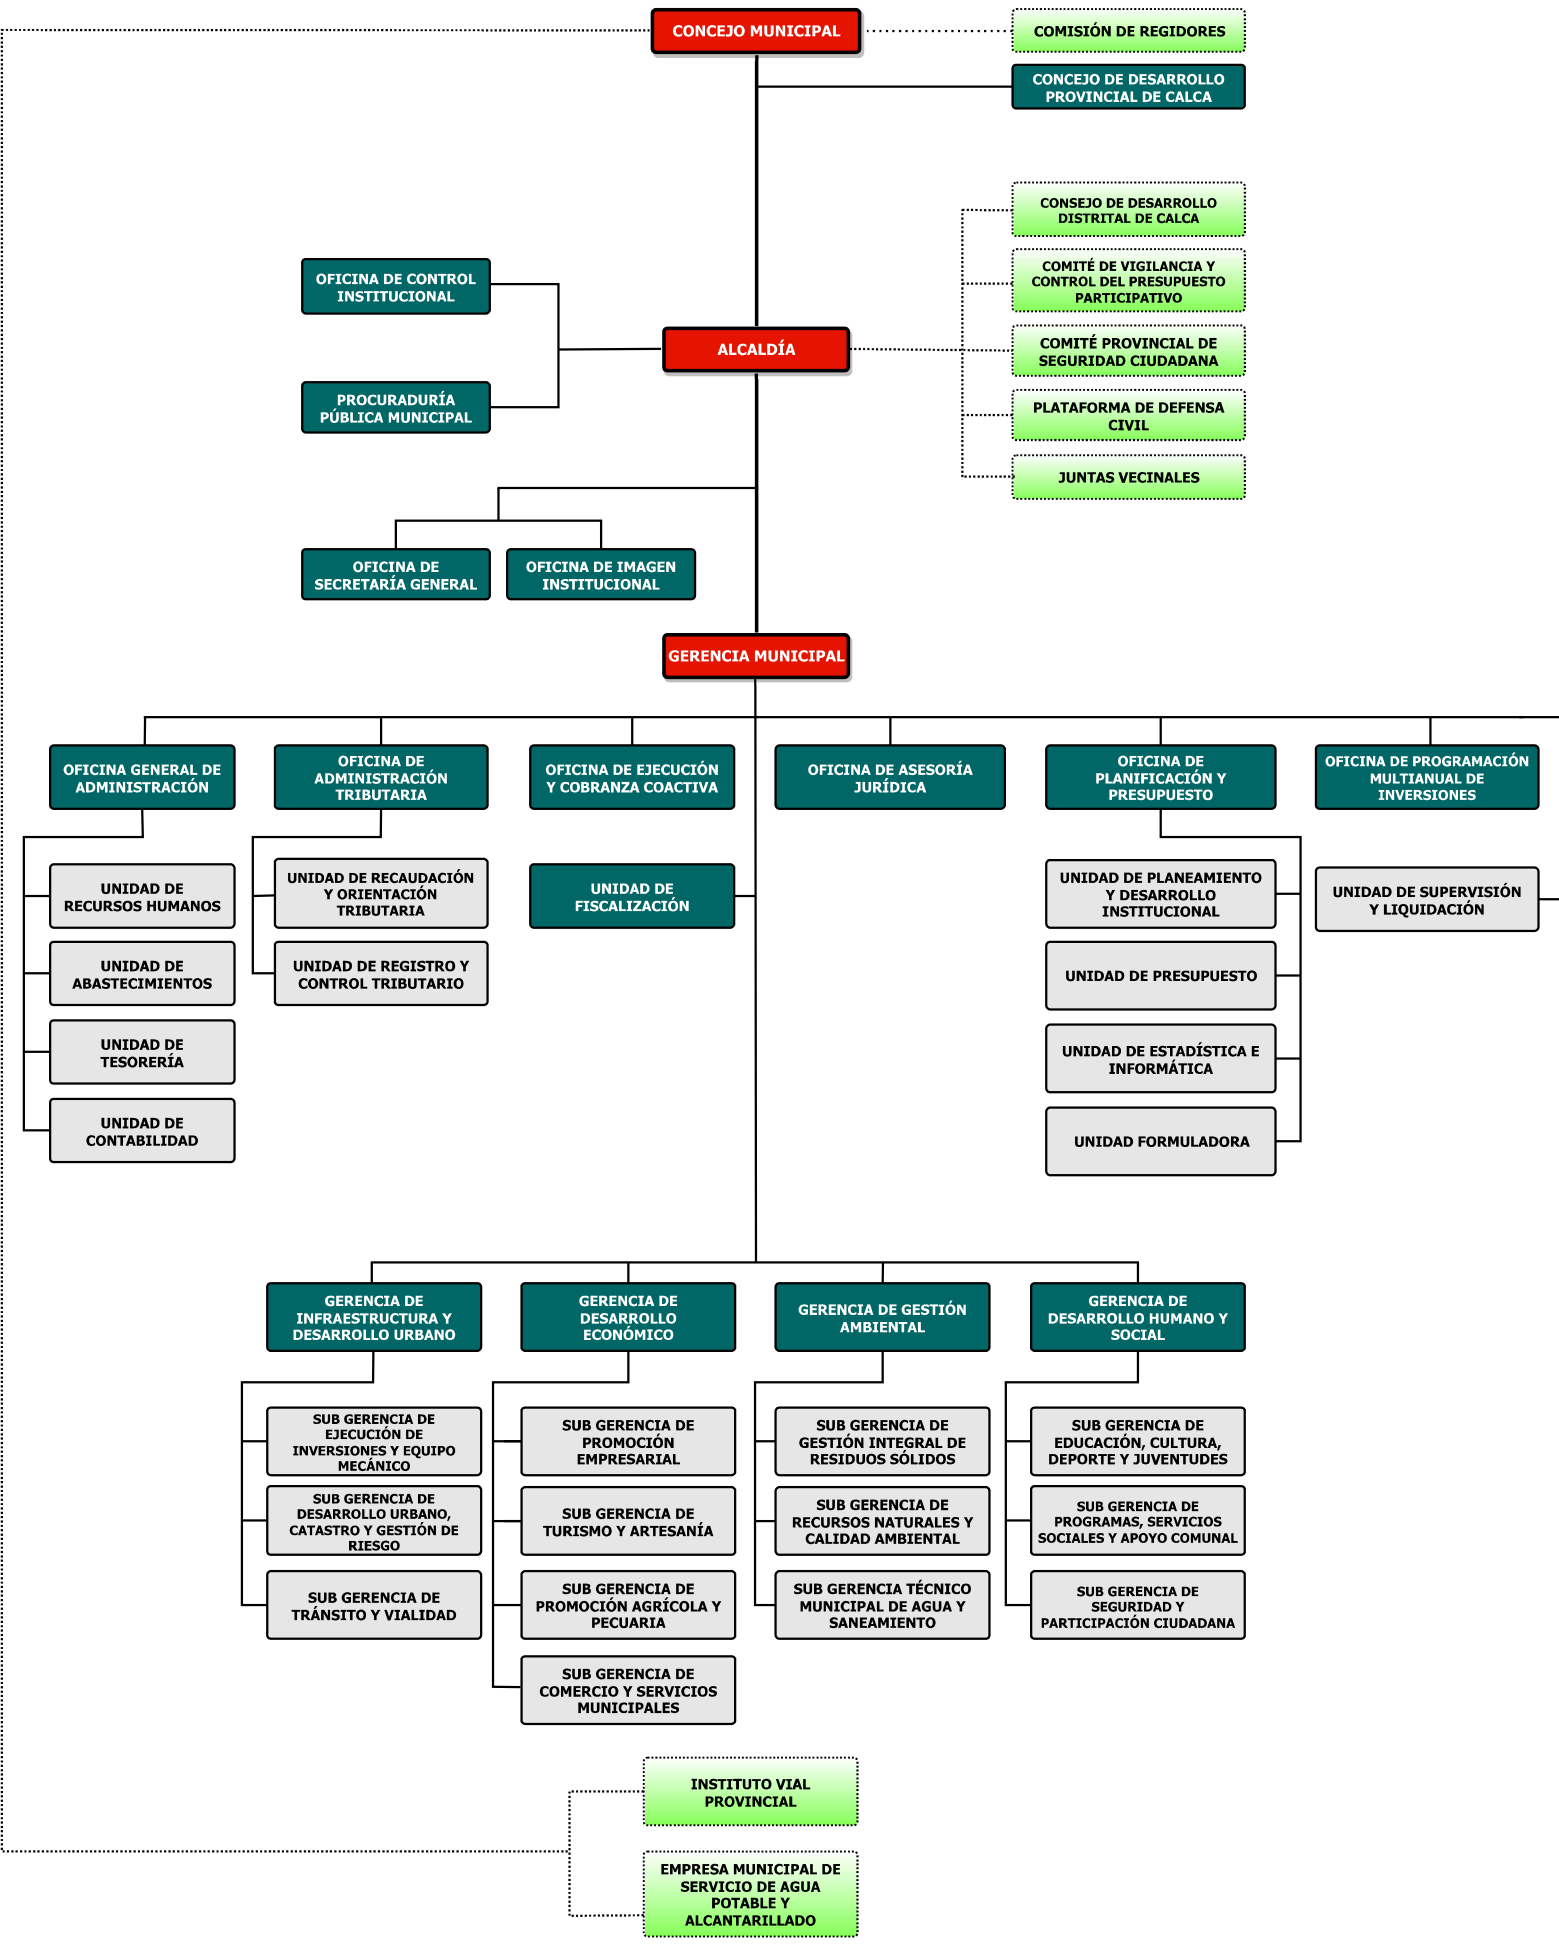 CONCEJO MUNICIPAL
COMISIÓN DE REGIDORES
CONCEJO DE DESARROLLO
PROVINCIAL DE CALCA
CONSEJO DE DESARROLLO
DISTRITAL DE CALCA
COMITÉ DE VIGILANCIA Y
CONTROL DEL PRESUPUESTO
PARTICIPATIVO
COMITÉ PROVINCIAL DE
SEGURIDAD CIUDADANA
PLATAFORMA DE DEFENSA
CIVIL
JUNTAS VECINALES
OFICINA DE CONTROL
INSTITUCIONAL
ALCALDÍA
PROCURADURÍA
PÚBLICA MUNICIPAL
OFICINA DE
SECRETARÍA GENERAL
OFICINA DE IMAGEN
INSTITUCIONAL
GERENCIA MUNICIPAL
OFICINA GENERAL DE
ADMINISTRACIÓN
OFICINA DE
ADMINISTRACIÓN
TRIBUTARIA
OFICINA DE EJECUCIÓN
Y COBRANZA COACTIVA
OFICINA DE ASESORÍA
JURÍDICA
OFICINA DE
PLANIFICACIÓN Y
PRESUPUESTO
OFICINA DE PROGRAMACIÓN
MULTIANUAL DE
INVERSIONES
UNIDAD DE
RECURSOS HUMANOS
UNIDAD DE
ABASTECIMIENTOS
UNIDAD DE
TESORERÍA
UNIDAD DE
CONTABILIDAD
UNIDAD DE RECAUDACIÓN
Y ORIENTACIÓN
TRIBUTARIA
UNIDAD DE REGISTRO Y
CONTROL TRIBUTARIO
UNIDAD DE
FISCALIZACIÓN
UNIDAD DE PLANEAMIENTO
Y DESARROLLO
INSTITUCIONAL
UNIDAD DE PRESUPUESTO
UNIDAD DE ESTADÍSTICA E
INFORMÁTICA
UNIDAD FORMULADORA
UNIDAD DE SUPERVISIÓN
Y LIQUIDACIÓN
GERENCIA DE
INFRAESTRUCTURA Y
DESARROLLO URBANO
GERENCIA DE
DESARROLLO
ECONÓMICO
GERENCIA DE GESTIÓN
AMBIENTAL
GERENCIA DE
DESARROLLO HUMANO Y
SOCIAL
SUB GERENCIA DE
EJECUCIÓN DE
INVERSIONES Y EQUIPO
MECÁNICO
SUB GERENCIA DE
DESARROLLO URBANO,
CATASTRO Y GESTIÓN DE
RIESGO
SUB GERENCIA DE
TRÁNSITO Y VIALIDAD
SUB GERENCIA DE
PROMOCIÓN
EMPRESARIAL
SUB GERENCIA DE
TURISMO Y ARTESANÍA
SUB GERENCIA DE
PROMOCIÓN AGRÍCOLA Y
PECUARIA
SUB GERENCIA DE
COMERCIO Y SERVICIOS
MUNICIPALES
SUB GERENCIA DE
GESTIÓN INTEGRAL DE
RESIDUOS SÓLIDOS
SUB GERENCIA DE
RECURSOS NATURALES Y
CALIDAD AMBIENTAL
SUB GERENCIA TÉCNICO
MUNICIPAL DE AGUA Y
SANEAMIENTO
SUB GERENCIA DE
EDUCACIÓN, CULTURA,
DEPORTE Y JUVENTUDES
SUB GERENCIA DE
PROGRAMAS, SERVICIOS
SOCIALES Y APOYO COMUNAL
SUB GERENCIA DE
SEGURIDAD Y
PARTICIPACIÓN CIUDADANA
INSTITUTO VIAL
PROVINCIAL
EMPRESA MUNICIPAL DE
SERVICIO DE AGUA
POTABLE Y
ALCANTARILLADO